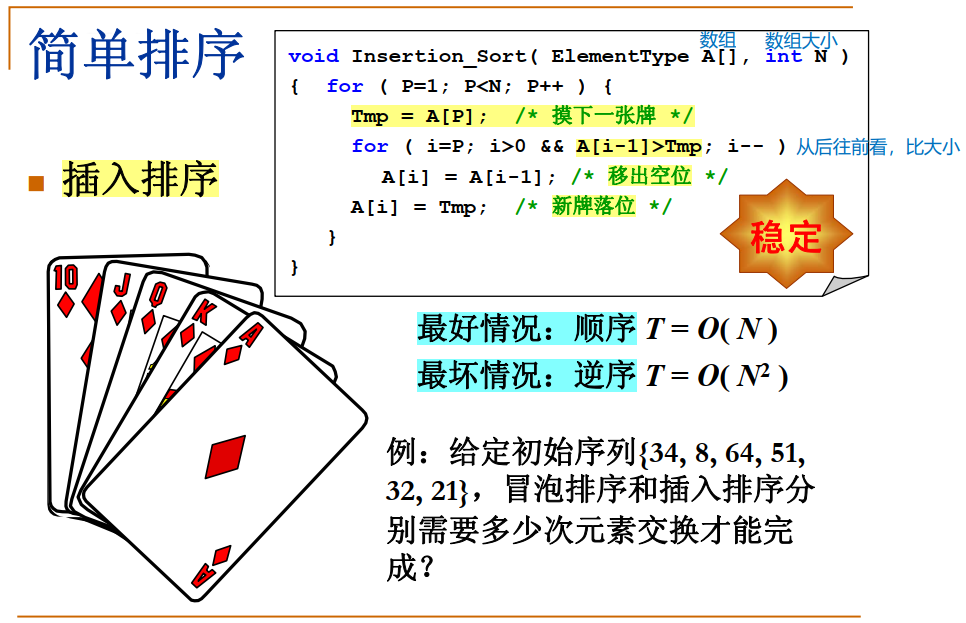 简单排序
数组 数组大小
void Insertion_Sort( ElementType A[], int N )
{ for ( P=1; P<N; P++ ) {
Tmp = A[P]; /* 摸下一张牌 */
for ( i=P; i>0 && A[i-1]>Tmp; i-- ) 从后往前看，比大小
A[i] = A[i-1]; /* 移出空位 */
A[i] = Tmp; /* 新牌落位 */
}
}
插入排序
稳定
10
J
Q
K
A
A
最好情况：顺序 T = O( N )
最坏情况：逆序 T = O( N² )
例：给定初始序列{34, 8, 64, 51,
32, 21}，冒泡排序和插入排序分
别需要多少次元素交换才能完
成？